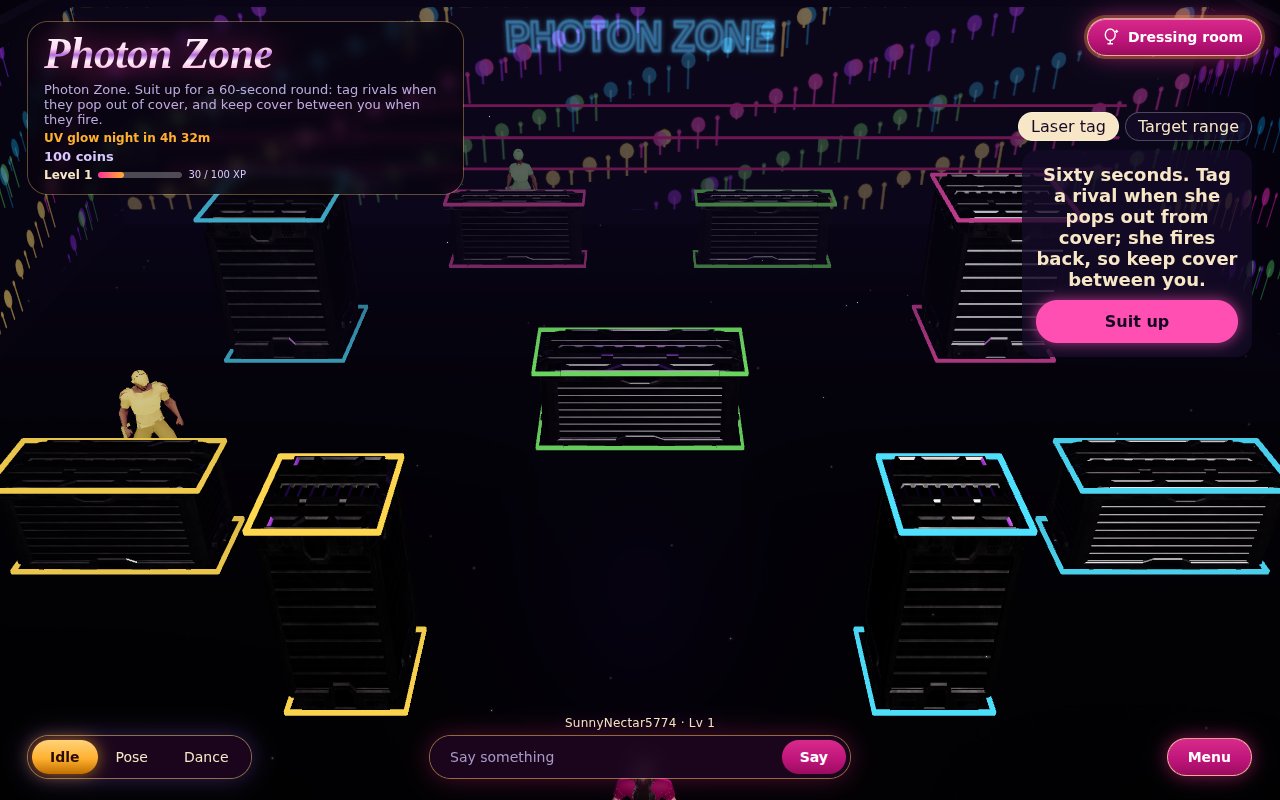 PHOTON ZONE
Photon Zone
Photon Zone. Suit up for a 60-second round: tag rivals when
they pop out of cover, and keep cover between you when
they fire.
UV glow night in 4h 32m
100 coins
Level 1 30 / 100 XP
Dressing room
Laser tag Target range
Sixty seconds. Tag
a rival when she
pops out from
cover; she fires
back, so keep cover
between you.
Suit up
SunnyNectar5774 · Lv 1
Idle Pose Dance
Say something Say
Menu